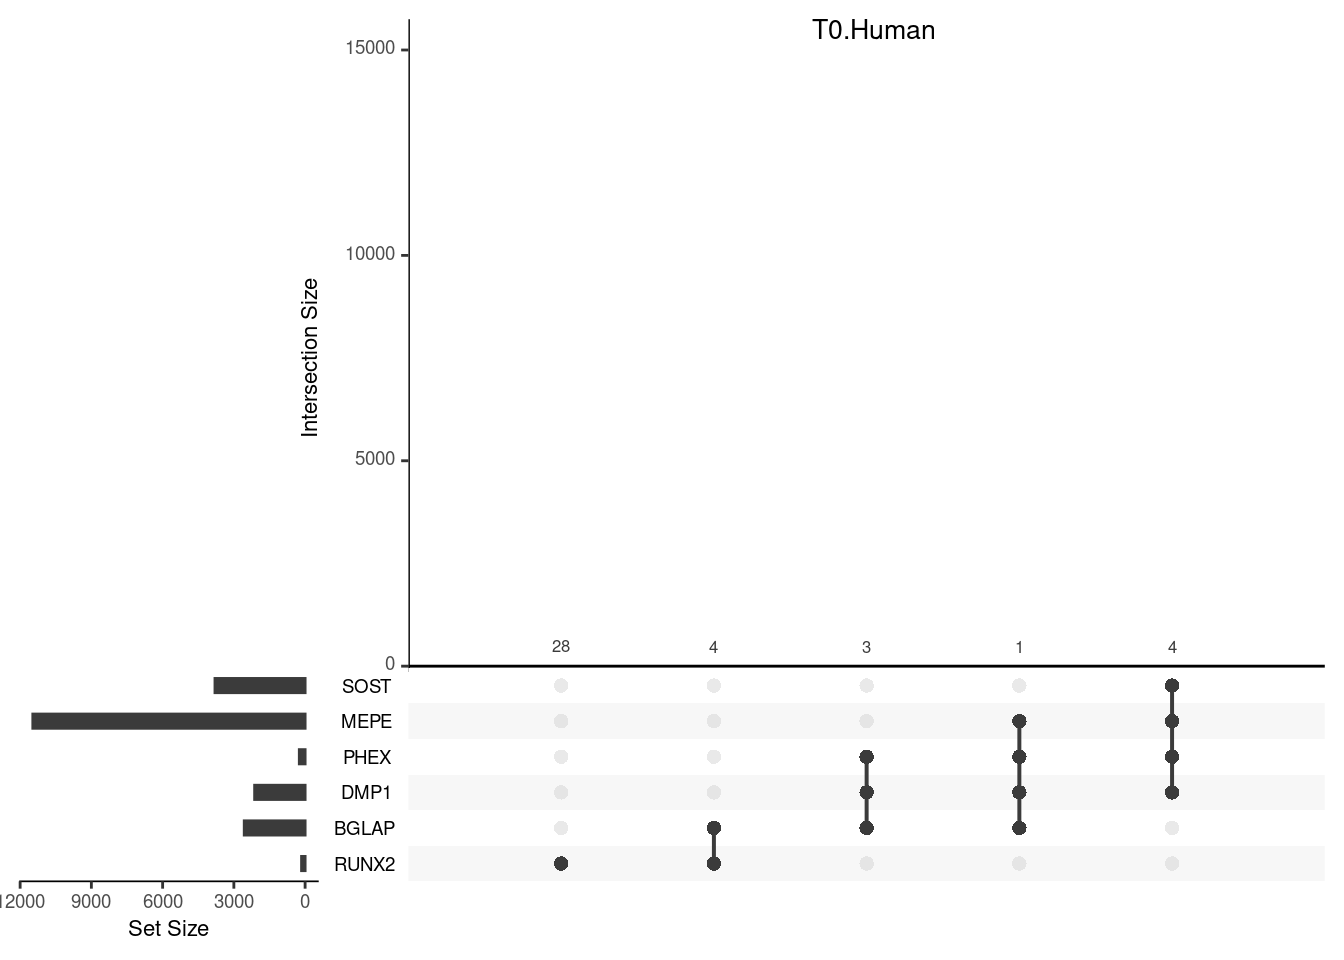 T0.Human
15000
10000
5000
0
Intersection Size
28 4 3 1 4
SOST
MEPE
PHEX
DMP1
BGLAP
RUNX2
12000 9000 6000 3000 0
Set Size